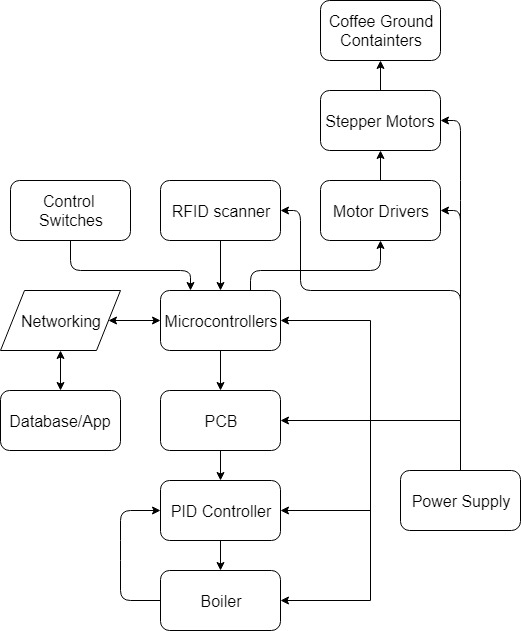 Coffee Ground
Containters
Stepper Motors
Control
Switches
RFID scanner
Motor Drivers
Networking
Microcontrollers
Database/App
PCB
PID Controller
Power Supply
Boiler